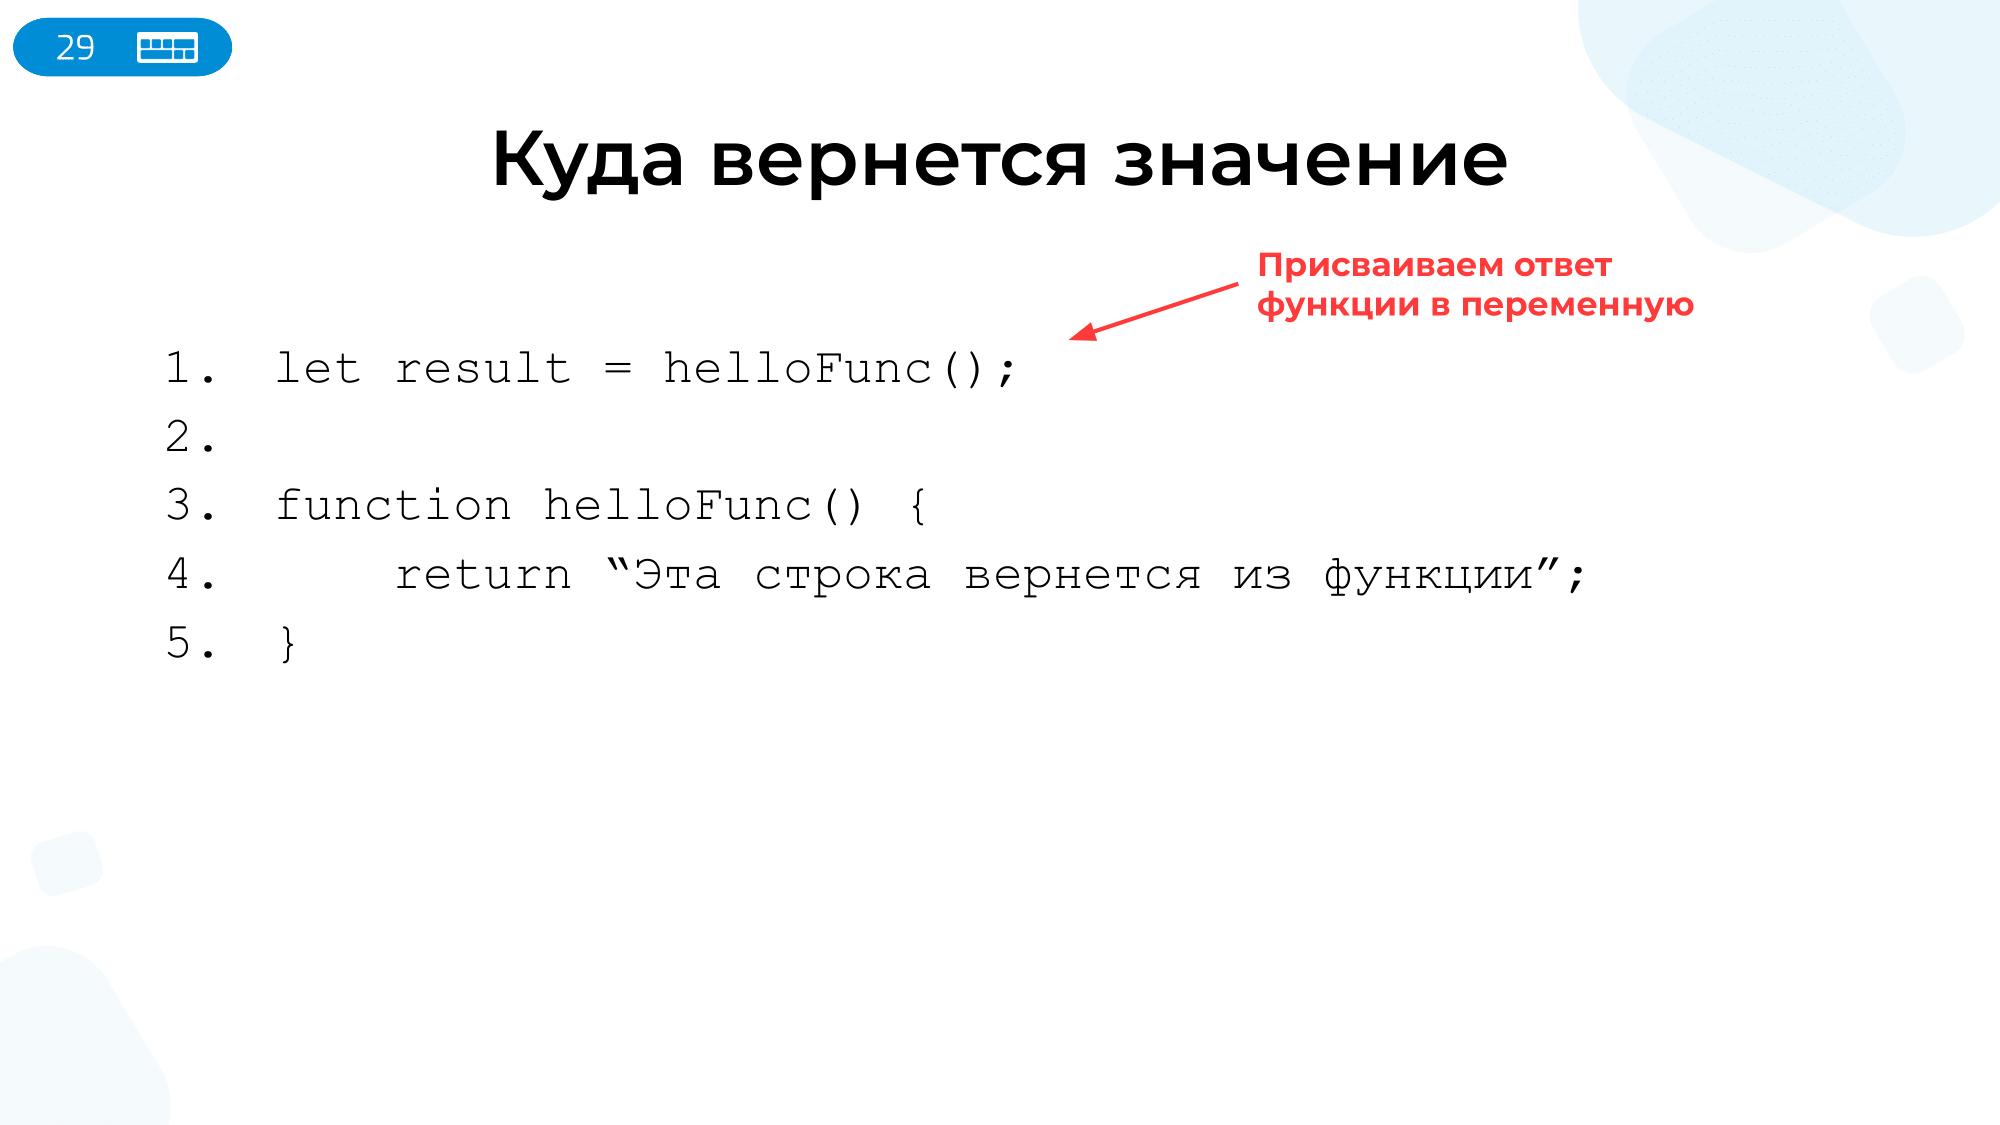 29
Куда вернется значение
Присваиваем ответ
функции в переменную
1. let result = helloFunc();
2.
3. function helloFunc() {
4.     return “Эта строка вернется из функции”;
5. }